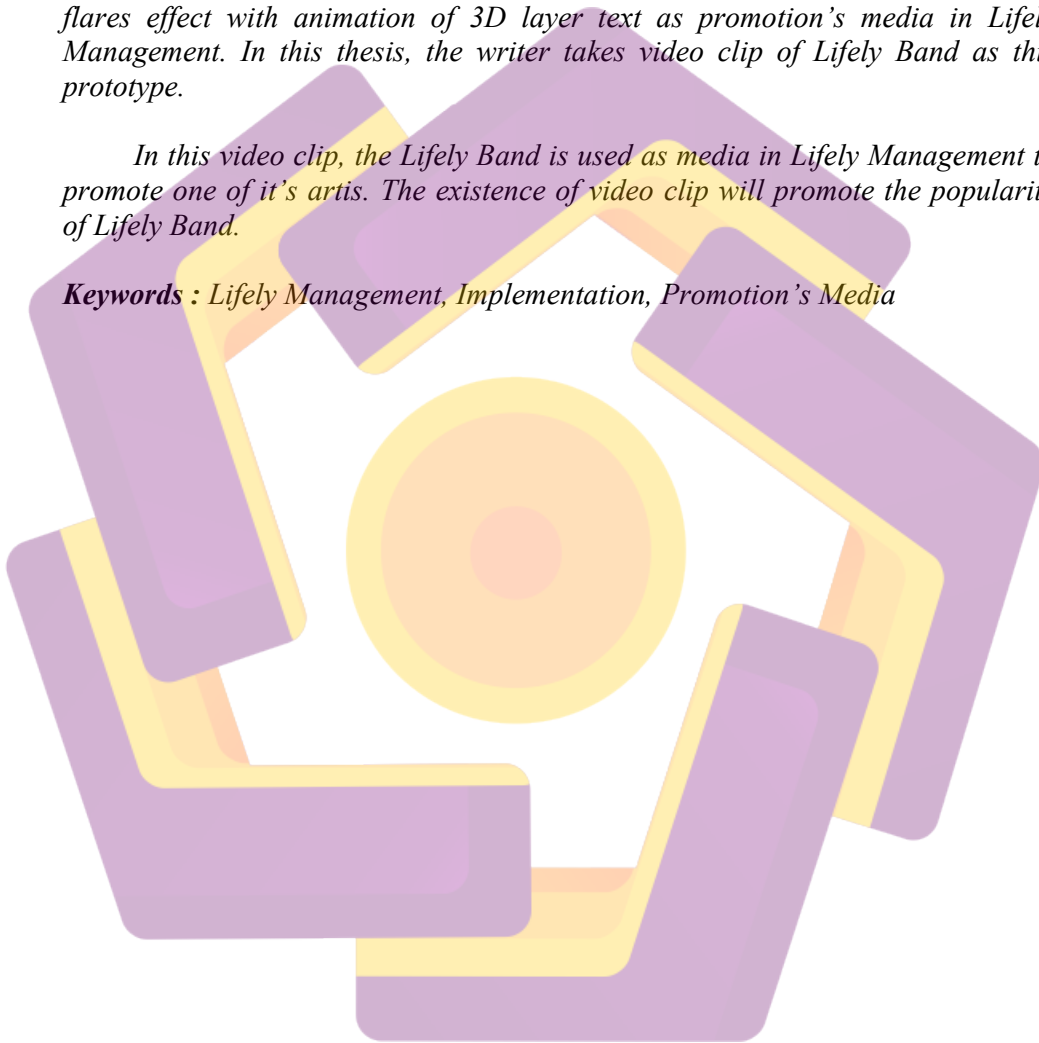 flares effect with animation of 3D layer text as promotion's media in Lifel
Management. In this thesis, the writer takes video clip of Lifely Band as thi
prototype.
In this video clip, the Lifely Band is used as media in Lifely Management t
promote one of it's artis. The existence of video clip will promote the popularit
of Lifely Band.
Keywords : Lifely Management, Implementation, Promotion's Media